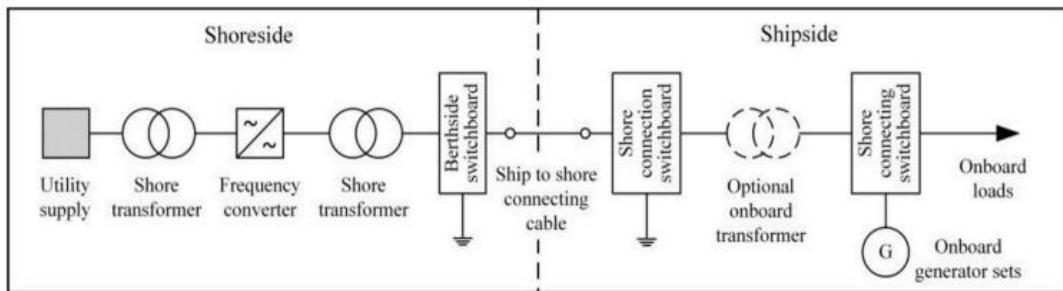 Shoreside
Shipside
Utility
supply
Shore
transformer
~
~
Frequency
converter
Shore
transformer
Berthside
switchboard
Ship to shore
connecting
cable
Shore
connection
switchboard
Optional
onboard
transformer
Shore
connecting
switchboard
Onboard
loads
G
Onboard
generator sets